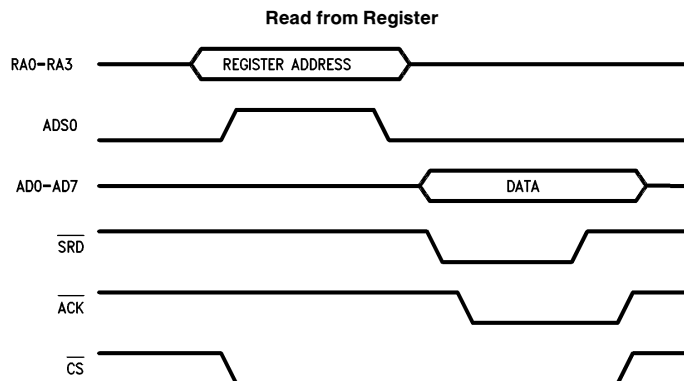 Read from Register
RA0–RA3
REGISTER ADDRESS
ADS0
AD0–AD7
DATA
SRD
ACK
CS